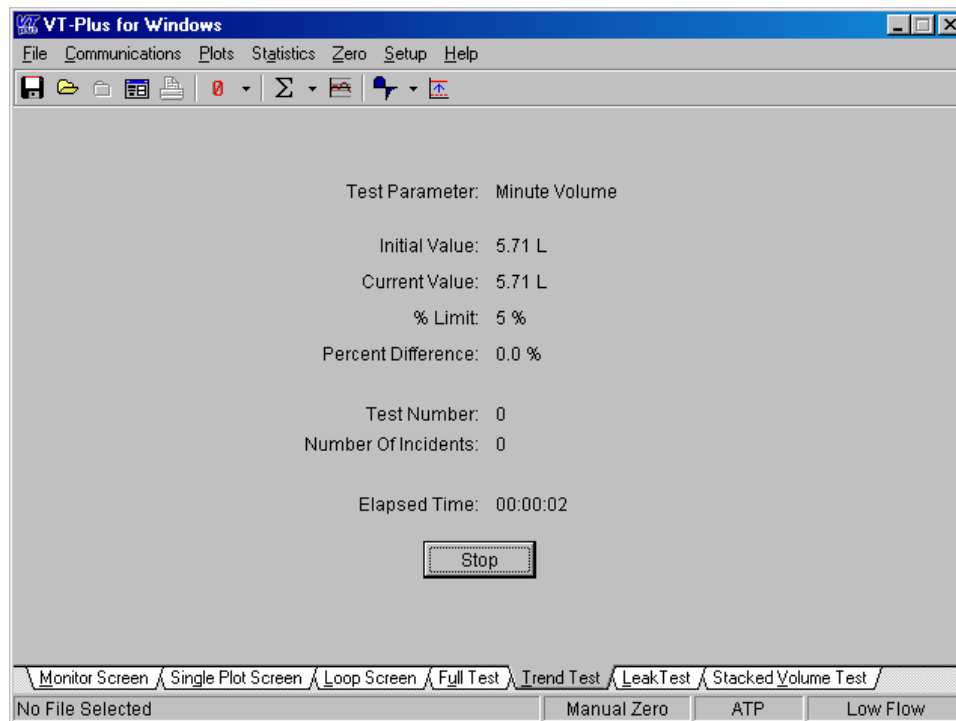 VT-Plus for Windows
File Communications Plots Statistics Zero Setup Help
Test Parameter: Minute Volume
Initial Value: 5.71 L
Current Value: 5.71 L
% Limit: 5 %
Percent Difference: 0.0 %
Test Number: 0
Number Of Incidents: 0
Elapsed Time: 00:00:02
Stop
Monitor Screen Single Plot Screen Loop Screen Full Test Trend Test LeakTest Stacked Volume Test
No File Selected Manual Zero ATP Low Flow